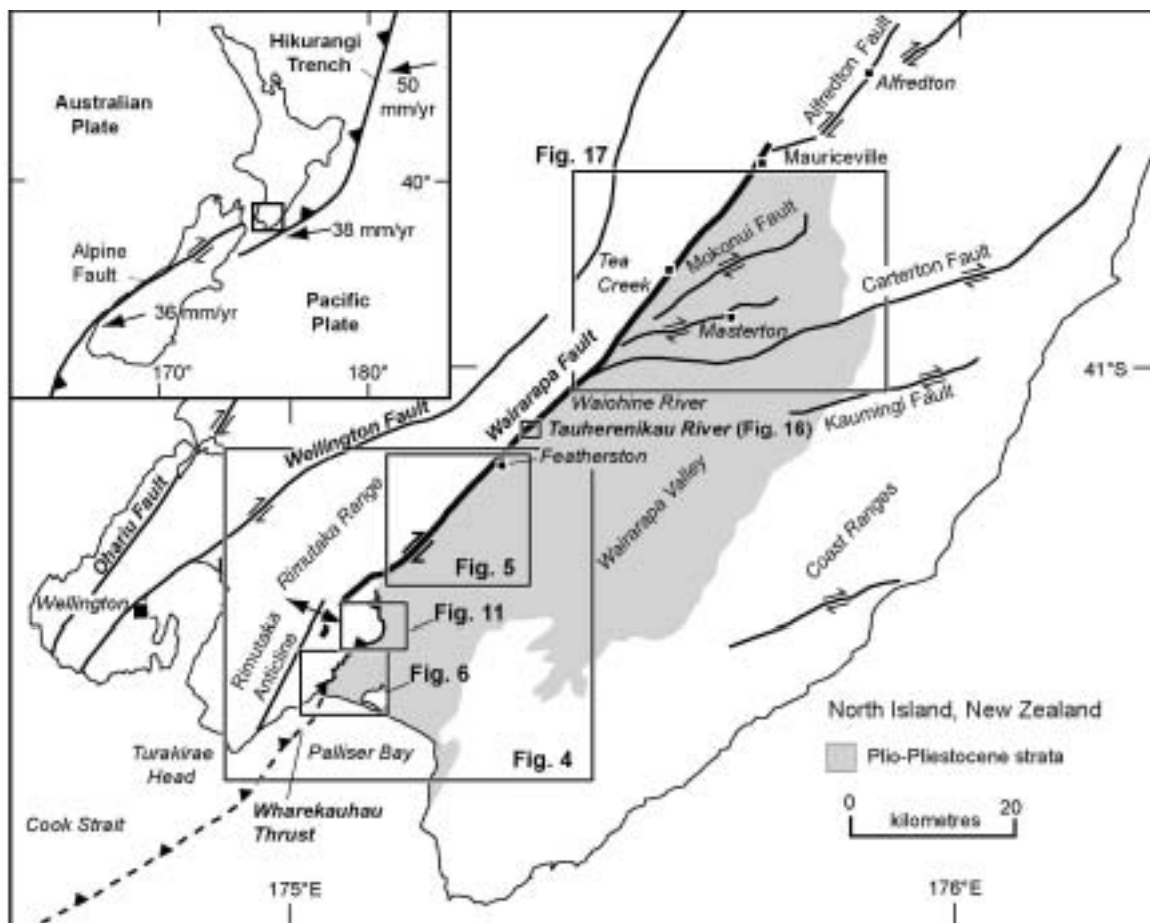 Hikurangi
Trench
50
mm/yr
Australian
Plate
40°
38 mm/yr
Alpine
Fault
Pacific
Plate
36 mm/yr
170°
180°
Alfredton Fault
Alfredton
Mauriceville
Fig. 17
Mokonui Fault
Tea
Creek
Carterton Fault
Masterton
41°S
Wairarapa Fault
Waiohine River
Kaumingi Fault
Tauherenikau River (Fig. 16)
Wellington Fault
Featherston
Ohariu Fault
Rimutaka Range
Wairarapa Valley
Coast Ranges
Fig. 5
Wellington
Fig. 11
Rimutaka
Anticline
Fig. 6
North Island, New Zealand
Plio-Pliestocene strata
Turakirae
Head
Palliser Bay
Fig. 4
Wharekauhau
Thrust
Cook Strait
0
20
kilometres
175°E
176°E